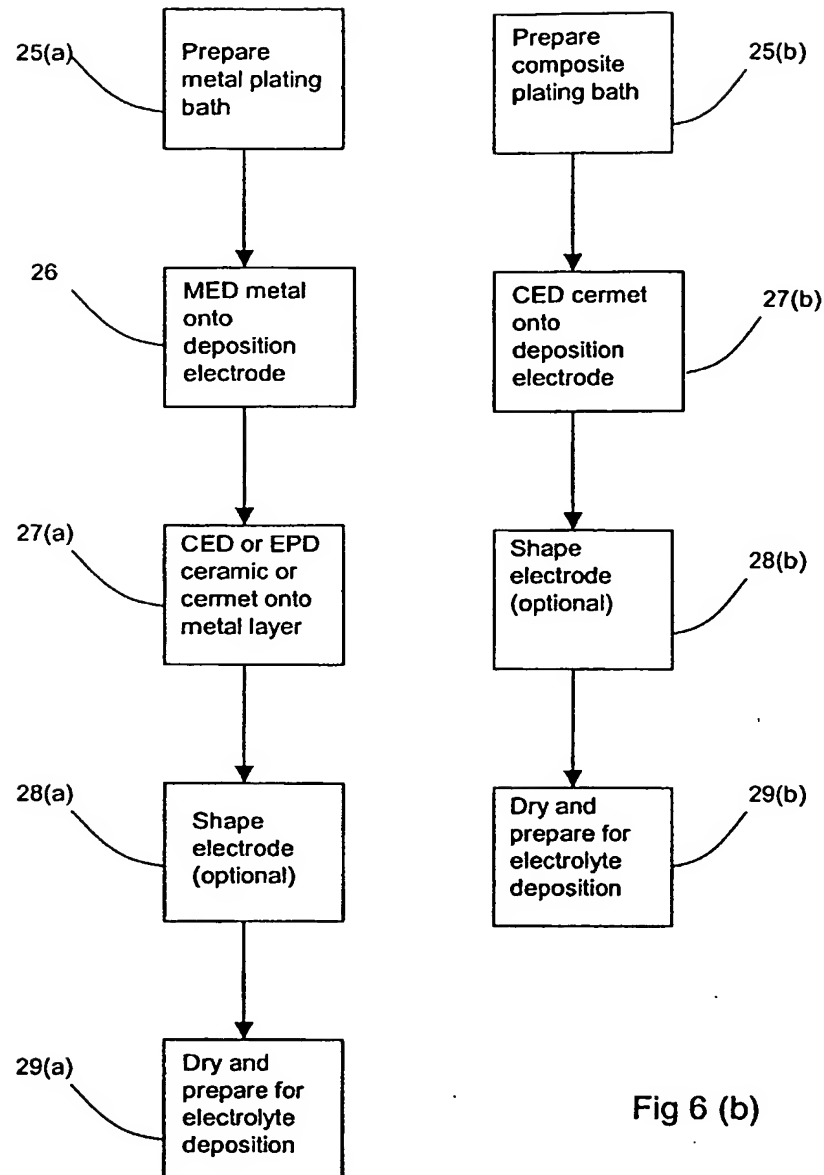 25(a)
Prepare
metal plating
bath
26
MED metal
onto
deposition
electrode
27(a)
CED or EPD
ceramic or
cermet onto
metal layer
28(a)
Shape
electrode
(optional)
29(a)
Dry and
prepare for
electrolyte
deposition
Prepare
composite
plating bath
25(b)
CED cermet
onto
deposition
electrode
27(b)
Shape
electrode
(optional)
28(b)
Dry and
prepare for
electrolyte
deposition
29(b)
Fig 6 (b)